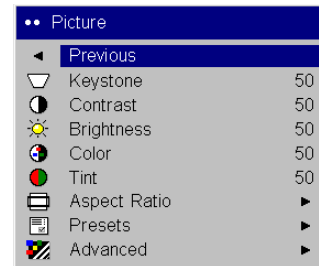 Picture
Previous
Keystone 50
Contrast 50
Brightness 50
Color 50
Tint 50
Aspect Ratio
Presets
Advanced